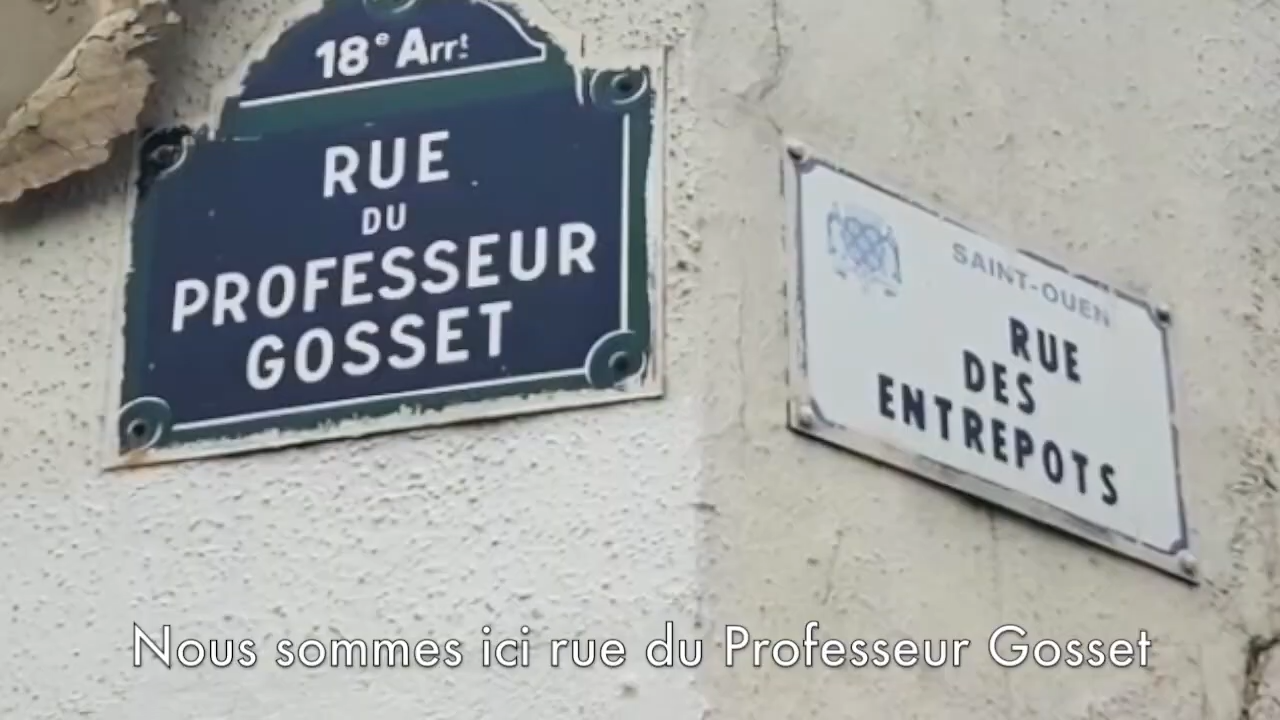 18e Arrt
RUE
DU
PROFESSEUR
GOSSET
SAINT-OUEN
RUE
DES
ENTREPOTS
Nous sommes ici rue du Professeur Gosset